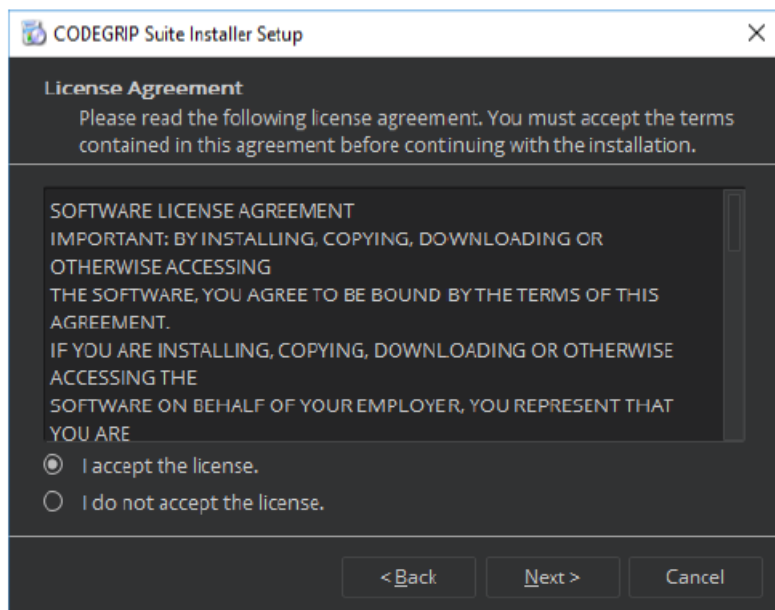 CODEGRIP Suite Installer Setup
License Agreement
Please read the following license agreement. You must accept the terms
contained in this agreement before continuing with the installation.
SOFTWARE LICENSE AGREEMENT
IMPORTANT: BY INSTALLING, COPYING, DOWNLOADING OR
OTHERWISE ACCESSING
THE SOFTWARE, YOU AGREE TO BE BOUND BY THE TERMS OF THIS
AGREEMENT.
IF YOU ARE INSTALLING, COPYING, DOWNLOADING OR OTHERWISE
ACCESSING THE
SOFTWARE ON BEHALF OF YOUR EMPLOYER, YOU REPRESENT THAT
YOU ARE
I accept the license.
I do not accept the license.
< Back Next > Cancel